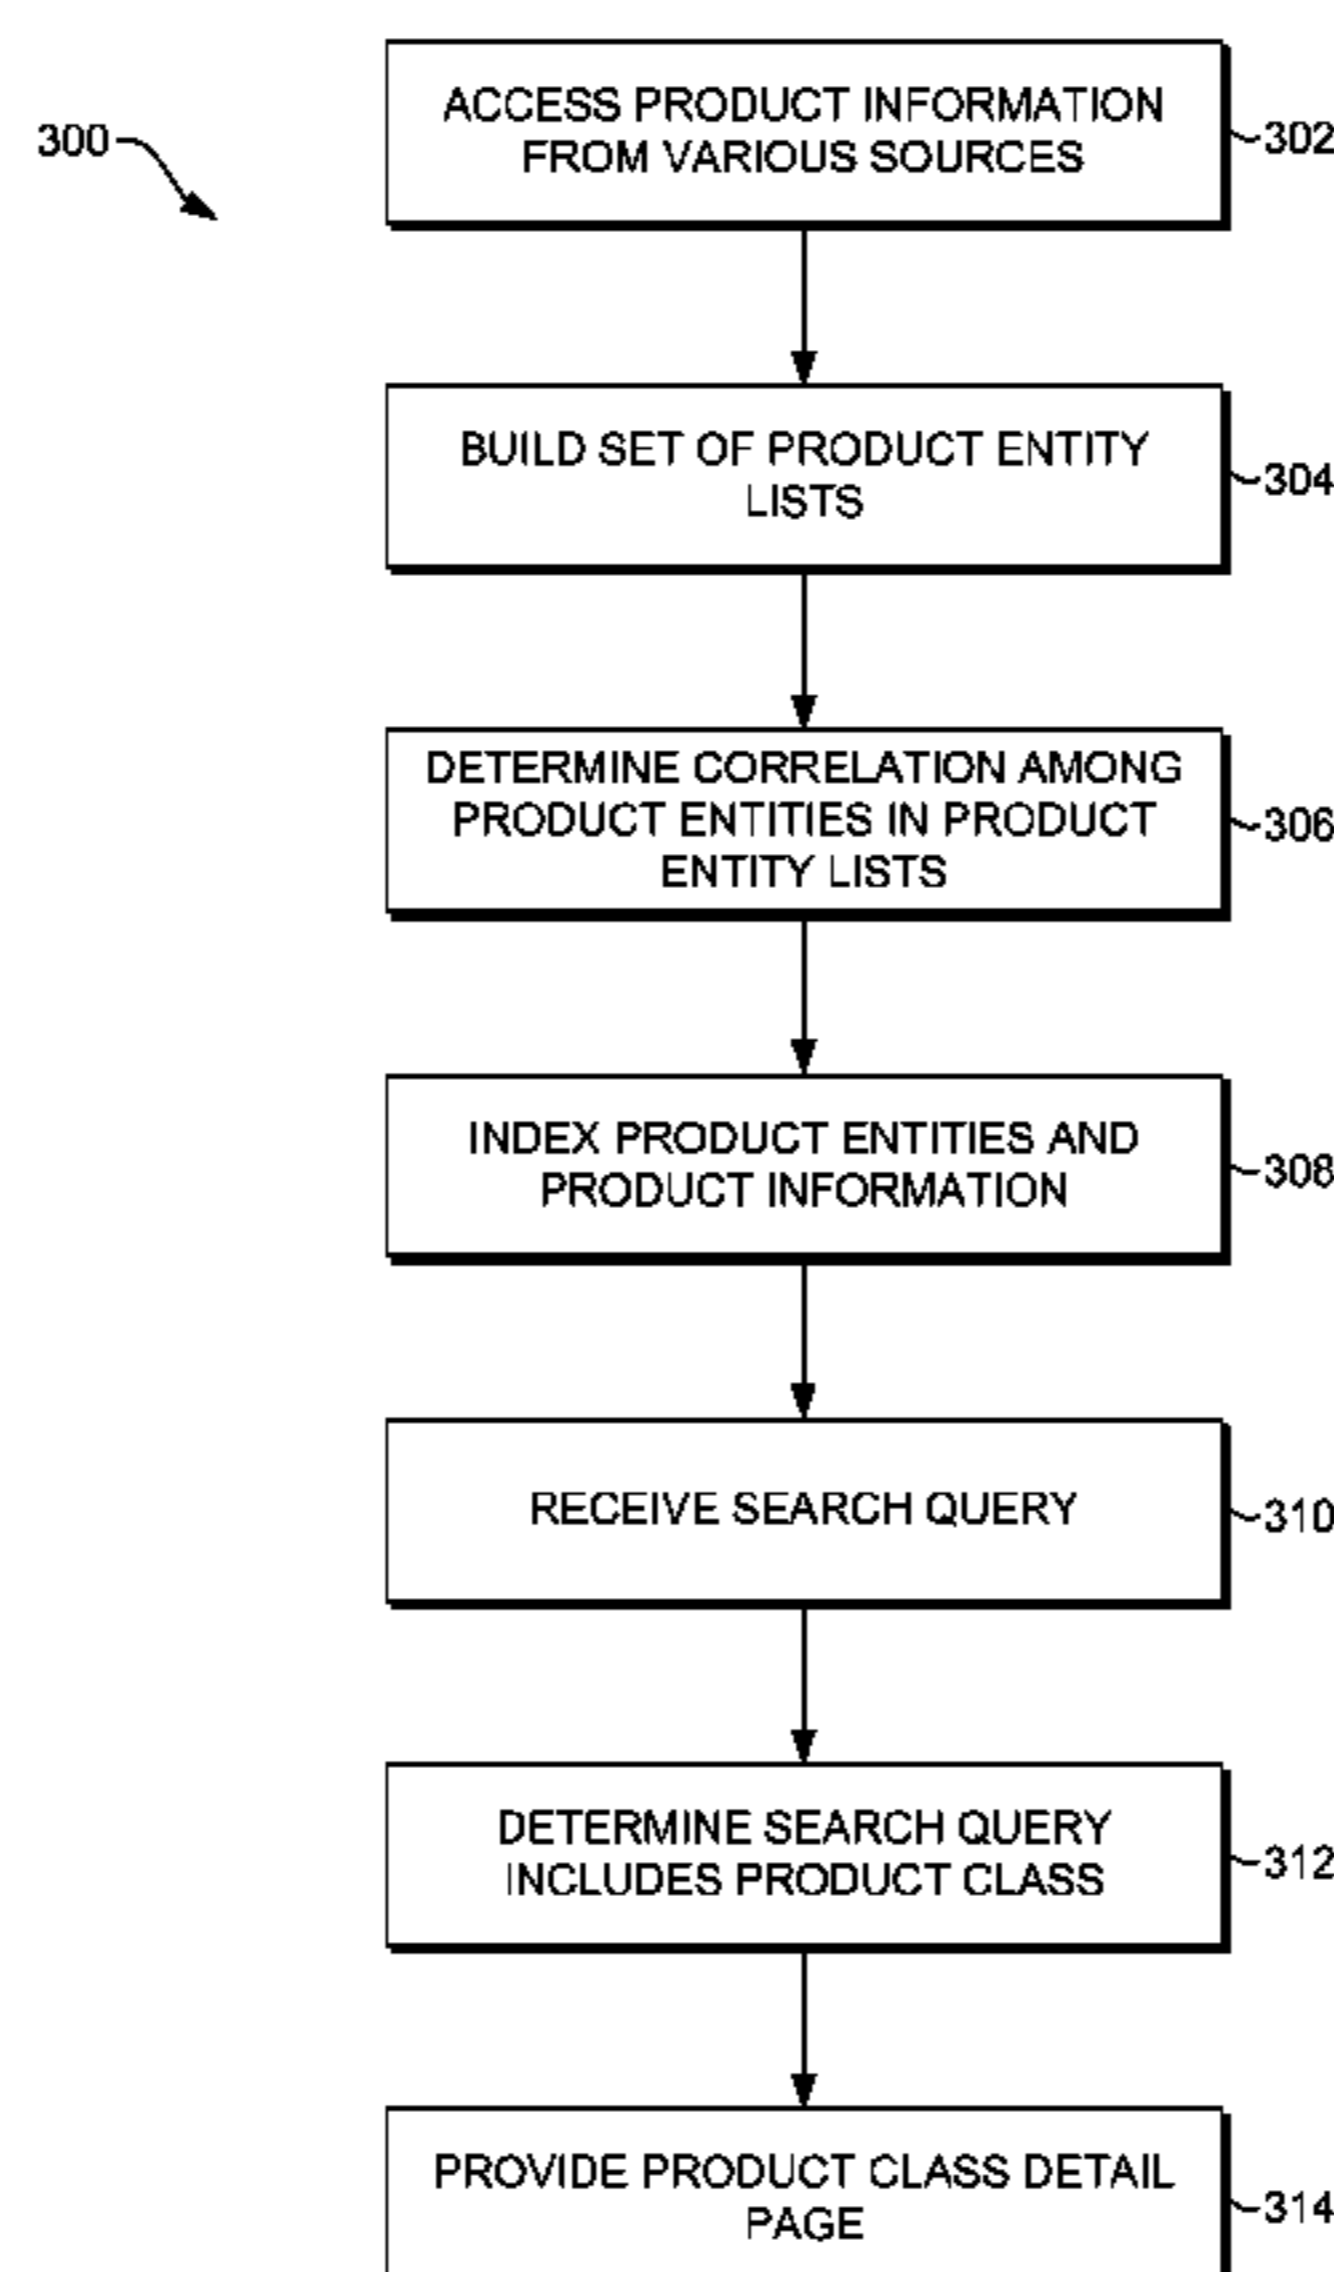 300
ACCESS PRODUCT INFORMATION
FROM VARIOUS SOURCES
302
BUILD SET OF PRODUCT ENTITY
LISTS
304
DETERMINE CORRELATION AMONG
PRODUCT ENTITIES IN PRODUCT
ENTITY LISTS
306
INDEX PRODUCT ENTITIES AND
PRODUCT INFORMATION
308
RECEIVE SEARCH QUERY
310
DETERMINE SEARCH QUERY
INCLUDES PRODUCT CLASS
312
PROVIDE PRODUCT CLASS DETAIL
PAGE
314